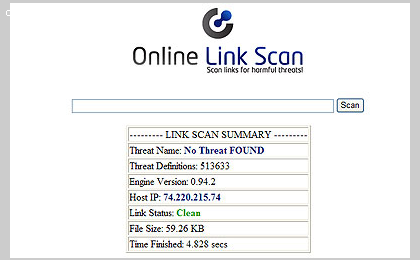 Online Link Scan
Scan links for harmful threats!
Scan
--------- LINK SCAN SUMMARY ---------
Threat Name: No Threat FOUND
Threat Definitions: 513633
Engine Version: 0.94.2
Host IP: 74.220.215.74
Link Status: Clean
File Size: 59.26 KB
Time Finished: 4.828 secs